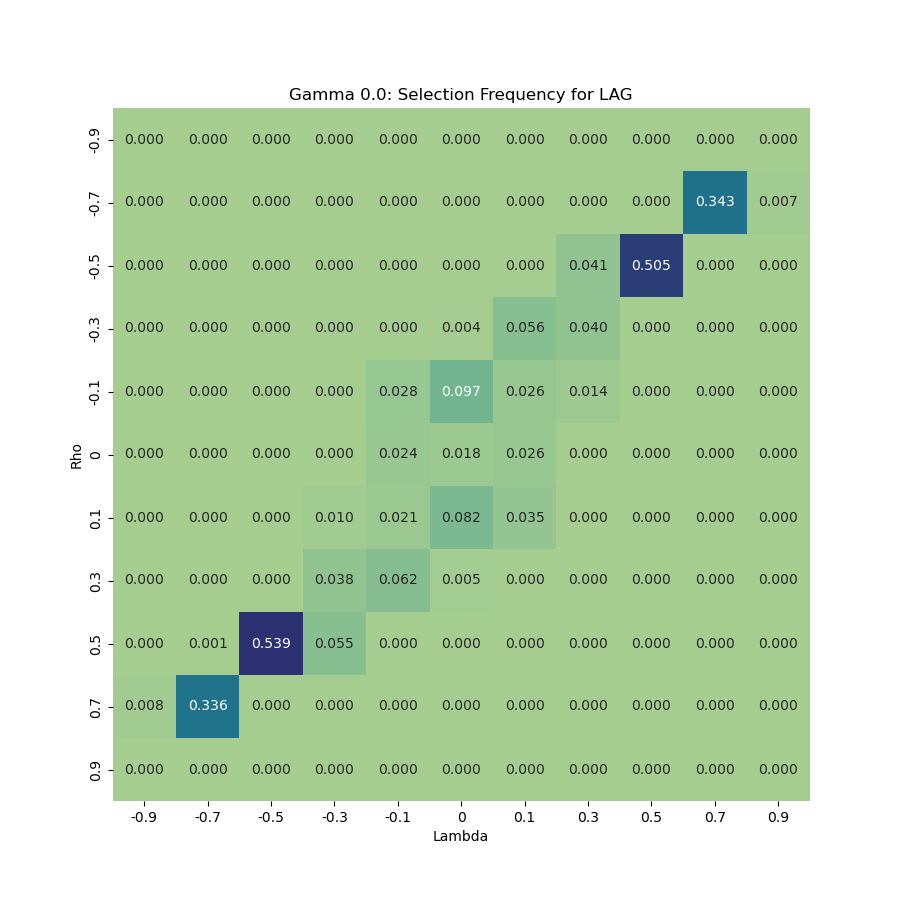 Gamma 0.0: Selection Frequency for LAG
-0.9 0.000 0.000 0.000 0.000 0.000 0.000 0.000 0.000 0.000 0.000 0.000
-0.7 0.000 0.000 0.000 0.000 0.000 0.000 0.000 0.000 0.000 0.343 0.007
-0.5 0.000 0.000 0.000 0.000 0.000 0.000 0.000 0.041 0.505 0.000 0.000
-0.3 0.000 0.000 0.000 0.000 0.000 0.004 0.056 0.040 0.000 0.000 0.000
-0.1 0.000 0.000 0.000 0.000 0.028 0.097 0.026 0.014 0.000 0.000 0.000
Rho
0 0.000 0.000 0.000 0.000 0.024 0.018 0.026 0.000 0.000 0.000 0.000
0.1 0.000 0.000 0.000 0.010 0.021 0.082 0.035 0.000 0.000 0.000 0.000
0.3 0.000 0.000 0.000 0.038 0.062 0.005 0.000 0.000 0.000 0.000 0.000
0.5 0.000 0.001 0.539 0.055 0.000 0.000 0.000 0.000 0.000 0.000 0.000
0.7 0.008 0.336 0.000 0.000 0.000 0.000 0.000 0.000 0.000 0.000 0.000
0.9 0.000 0.000 0.000 0.000 0.000 0.000 0.000 0.000 0.000 0.000 0.000
-0.9 -0.7 -0.5 -0.3 -0.1 0 0.1 0.3 0.5 0.7 0.9
Lambda